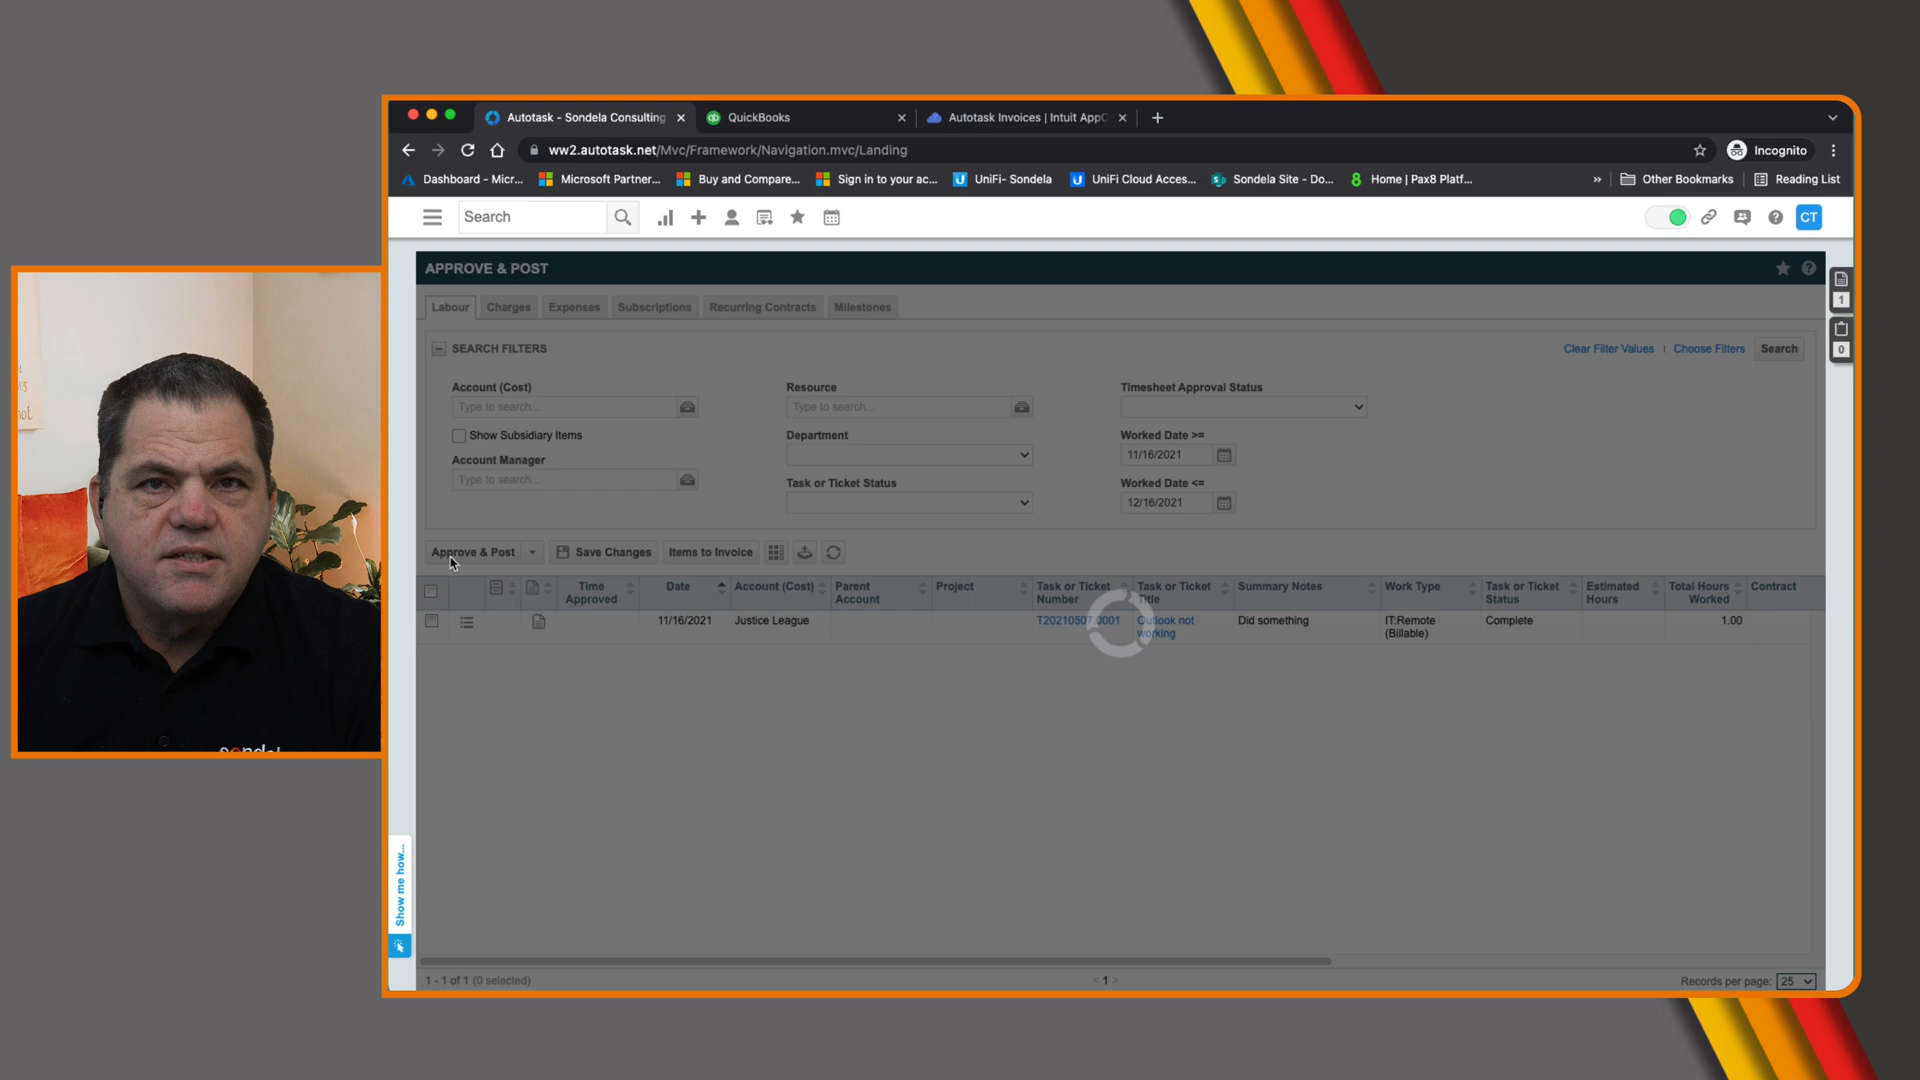 Autotask - Sondela Consulting
QuickBooks
Autotask Invoices | Intuit AppC
ww2.autotask.net/Mvc/Framework/Navigation.mvc/Landing
Incognito
Dashboard - Micr...
Microsoft Partner...
Buy and Compare...
Sign in to your ac...
UniFi- Sondela
UniFi Cloud Acces...
Sondela Site - Do...
Home | Pax8 Platf...
»
Other Bookmarks
Reading List
Search
CT
APPROVE & POST
Labour
Charges
Expenses
Subscriptions
Recurring Contracts
Milestones
1
0
SEARCH FILTERS
Clear Filter Values | Choose Filters
Search
Account (Cost)
Type to search...
Show Subsidiary Items
Account Manager
Type to search...
Resource
Type to search...
Department
Task or Ticket Status
Timesheet Approval Status
Worked Date >=
11/16/2021
Worked Date <=
12/16/2021
Approve & Post
Save Changes
Items to Invoice
Time Approved
Date
Account (Cost)
Parent Account
Project
Task or Ticket Number
Task or Ticket Title
Summary Notes
Work Type
Task or Ticket Status
Estimated Hours
Total Hours Worked
Contract
11/16/2021
Justice League
T20210507.0001
Outlook not working
Did something
IT:Remote (Billable)
Complete
1.00
Show me how...
1 - 1 of 1 (0 selected)
< 1 >
Records per page: 25